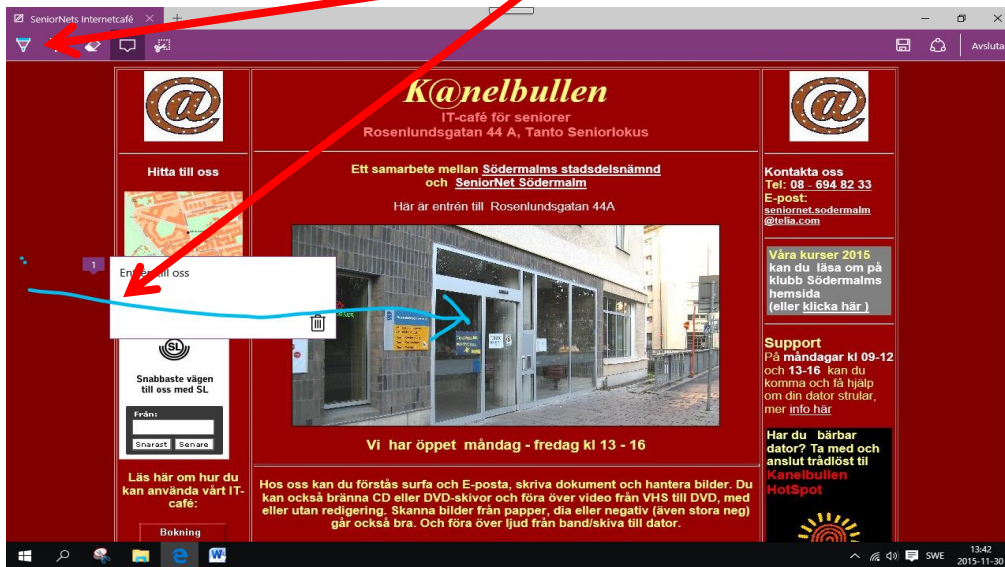 SeniorNets Internetcafé
Avsluta
K@nelbullen
IT-café för seniorer
Rosenlundsgatan 44 A, Tanto Seniorlokus
Hitta till oss
1
Entrén till oss
SL
Snabbaste vägen
till oss med SL
Från:
Snarast Senare
Läs här om hur du
kan använda vårt IT-
café:
Bokning
Ett samarbete mellan Södermalms stadsdelsnämnd
och SeniorNet Södermalm
Här är entrén till Rosenlundsgatan 44A
Vi har öppet måndag - fredag kl 13 - 16
Hos oss kan du förstås surfa och E-posta, skriva dokument och hantera bilder. Du
kan också bränna CD eller DVD-skivor och föra över video från VHS till DVD, med
eller utan redigering. Skanna bilder från papper, dia eller negativ (även stora neg)
går också bra. Och föra över ljud från band/skiva till dator.
Kontakta oss
Tel: 08 - 694 82 33
E-post:
seniornet.sodermalm
@telia.com
Våra kurser 2015
kan du läsa om på
klubb Södermalms
hemsida
(eller klicka här )
Support
På måndagar kl 09-12
och 13-16 kan du
komma och få hjälp
om din dator strular,
mer info här
Har du bärbar
dator? Ta med och
anslut trådlöst til
Kanelbullen
HotSpot
SWE
13:42
2015-11-30